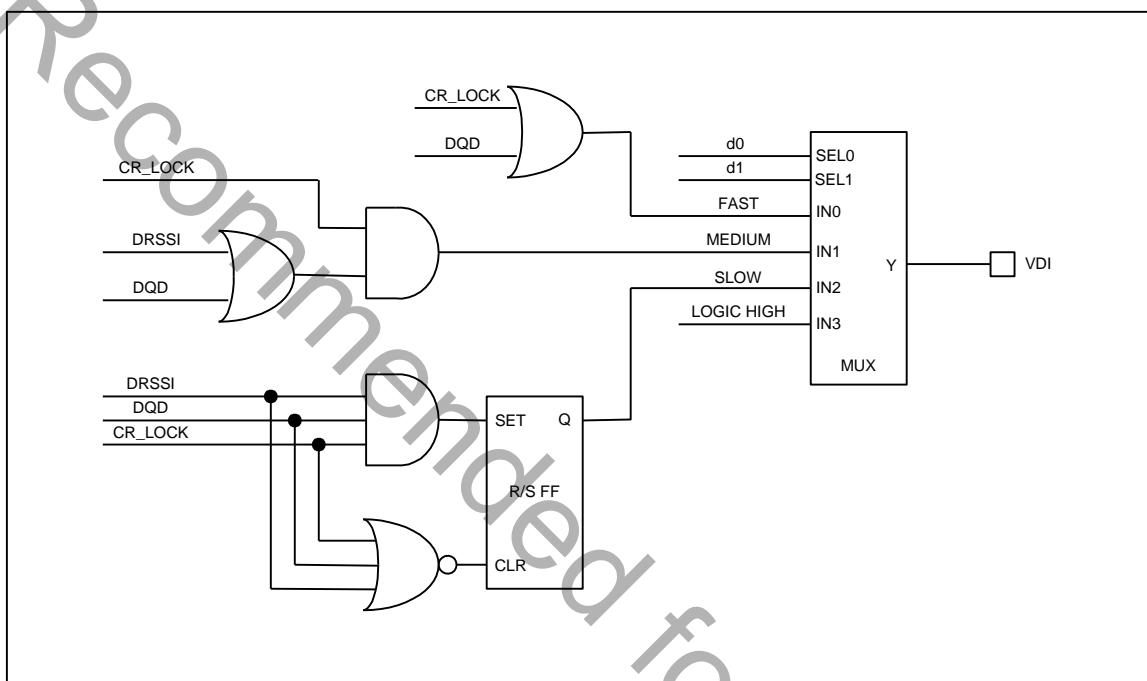 Recommended fo
CR_LOCK
DQD
CR_LOCK
DRSSI
DQD
d0
d1
FAST
MEDIUM
SLOW
LOGIC HIGH
SEL0
SEL1
IN0
IN1
IN2
IN3
Y
MUX
VDI
DRSSI
DQD
CR_LOCK
SET Q
R/S FF
CLR